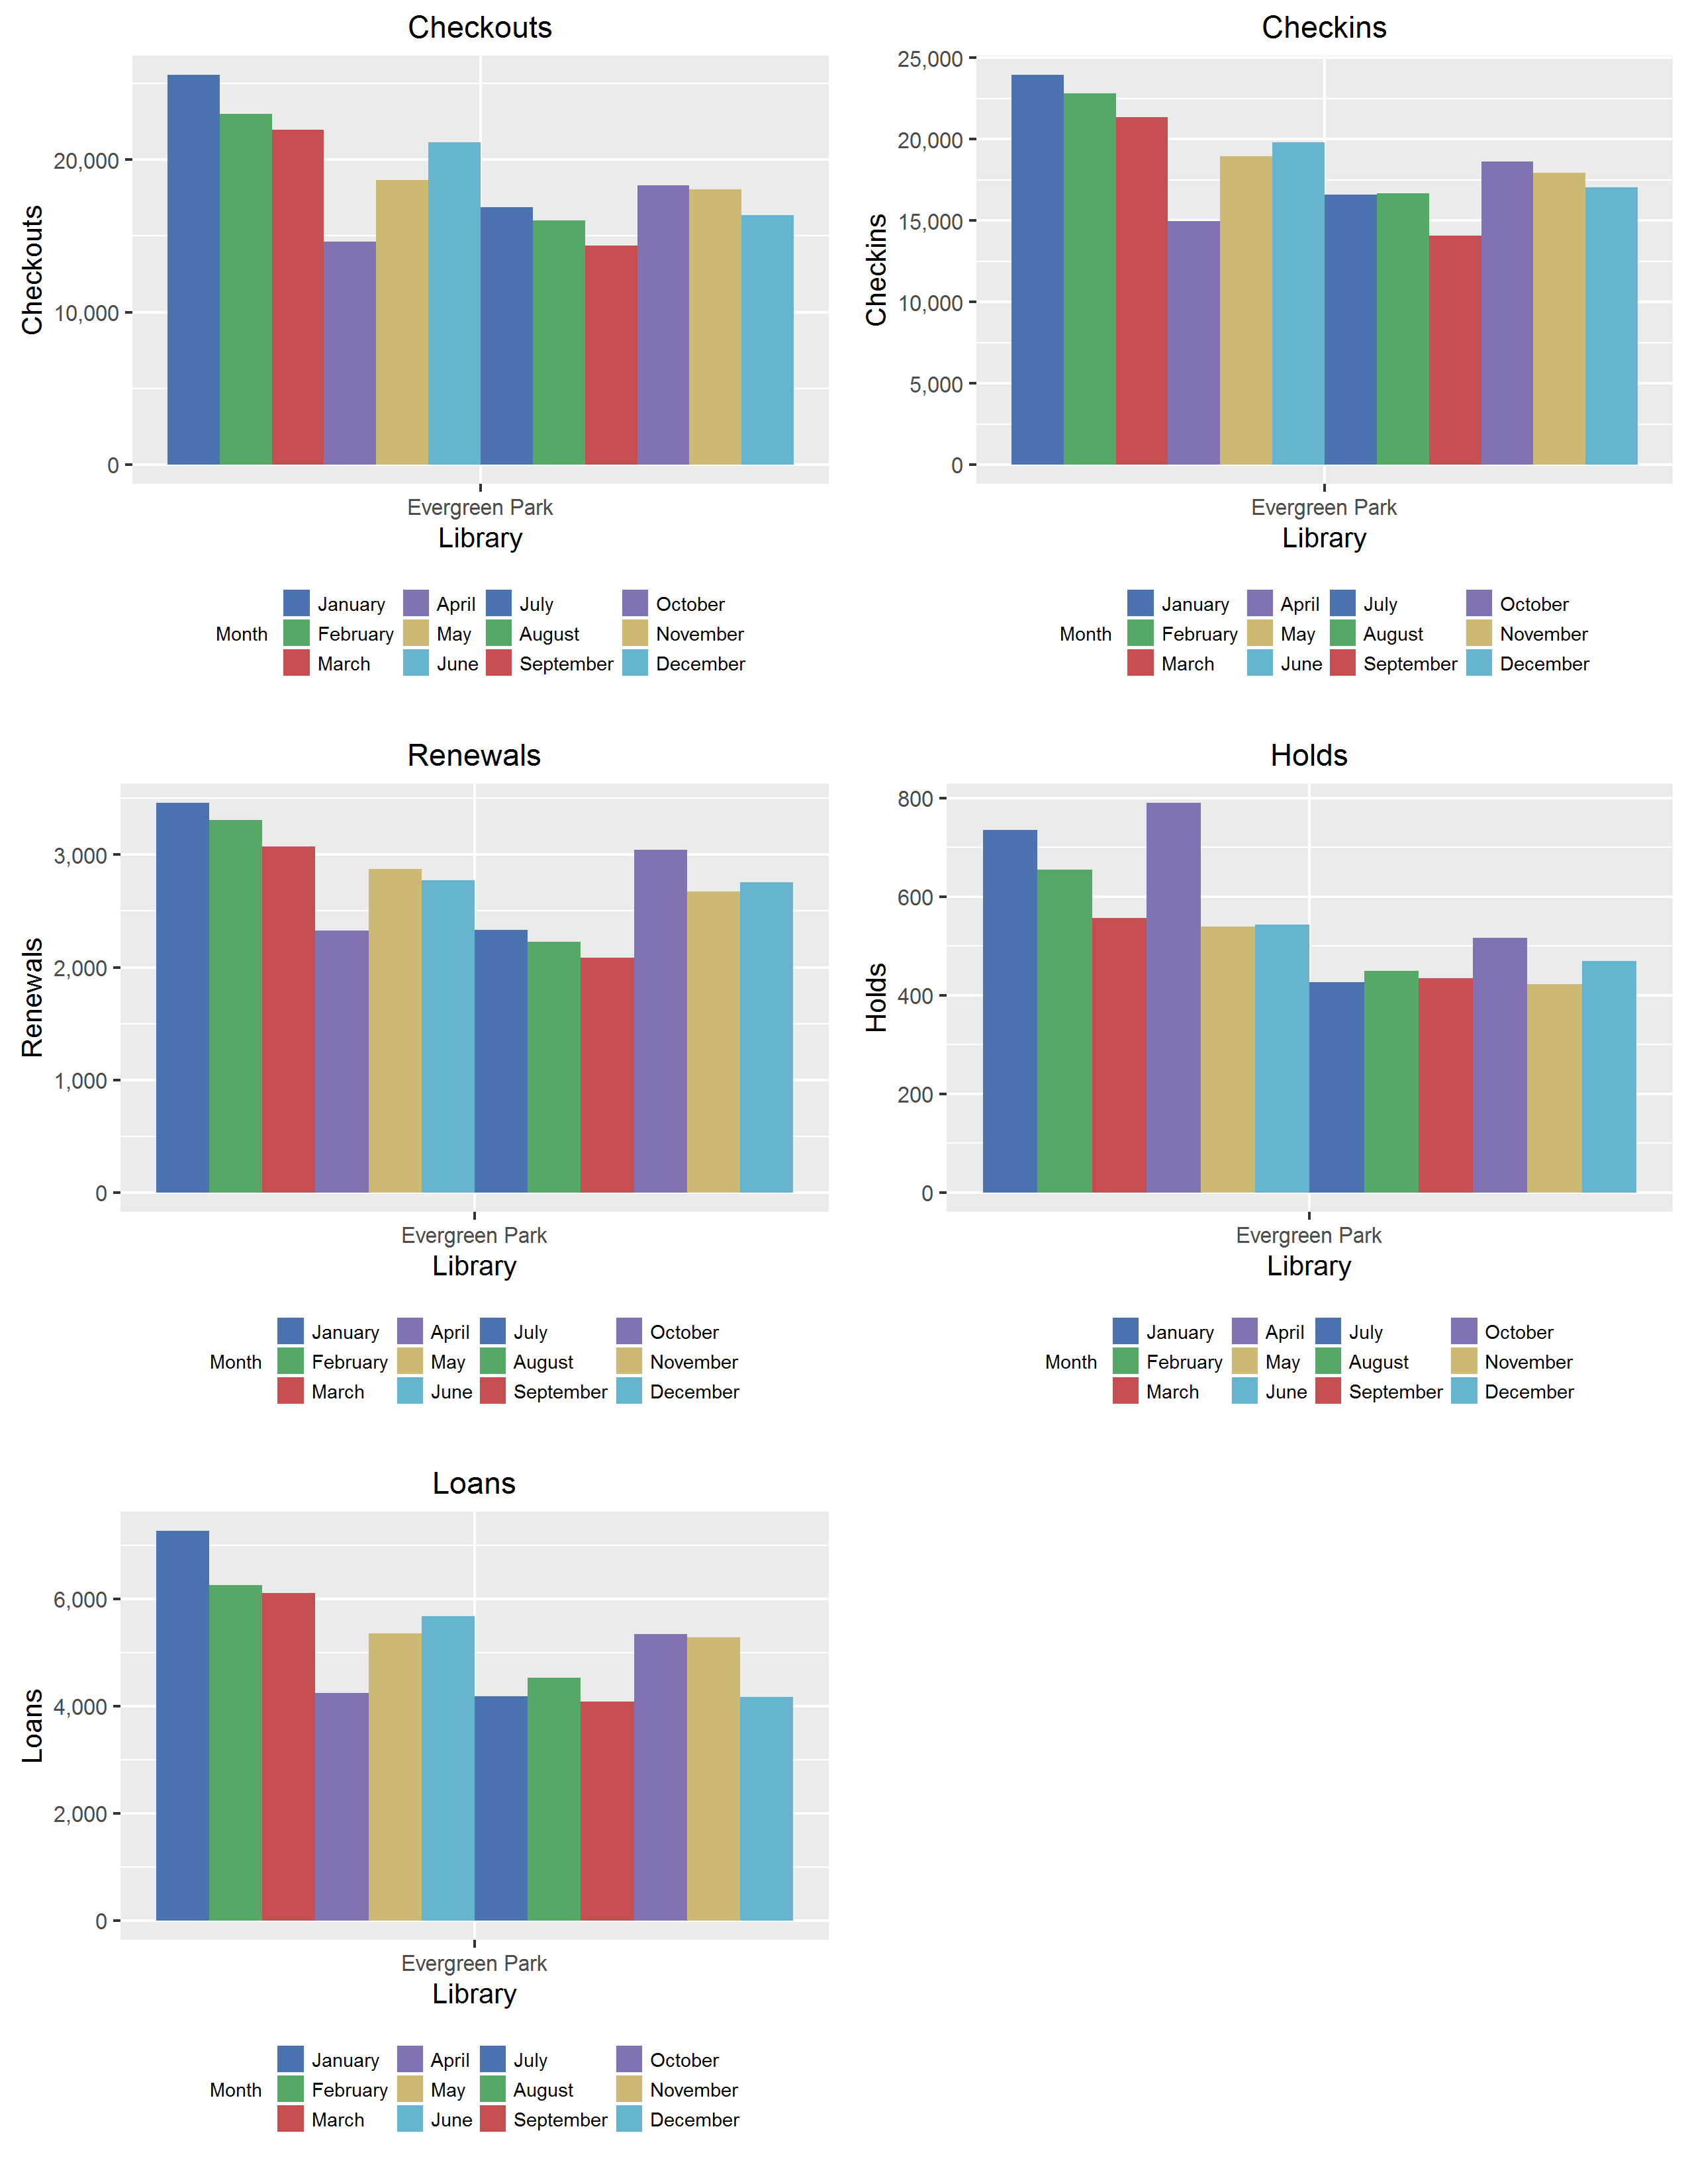 Checkouts
Checkouts
20,000
10,000
0
Evergreen Park
Library
Month
January April July October
February May August November
March June September December
Checkins
Checkins
25,000
20,000
15,000
10,000
5,000
0
Evergreen Park
Library
Month
January April July October
February May August November
March June September December
Renewals
Renewals
3,000
2,000
1,000
0
Evergreen Park
Library
Month
January April July October
February May August November
March June September December
Holds
Holds
800
600
400
200
0
Evergreen Park
Library
Month
January April July October
February May August November
March June September December
Loans
Loans
6,000
4,000
2,000
0
Evergreen Park
Library
Month
January April July October
February May August November
March June September December